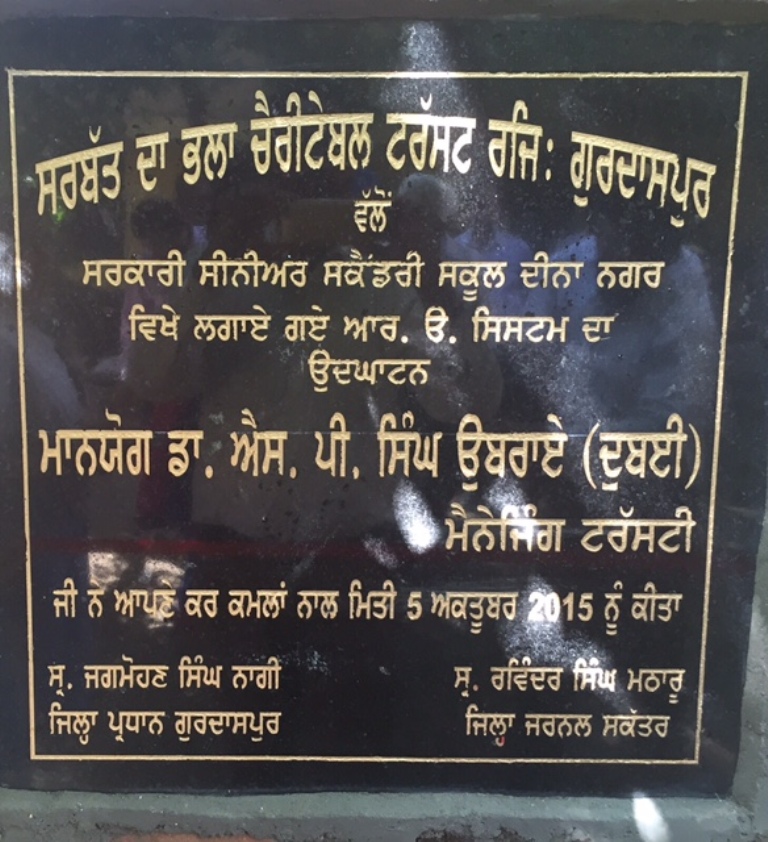 ਸਰਬੱਤ ਦਾ ਭਲਾ ਚੈਰੀਟੇਬਲ ਟਰੱਸਟ ਰਜਿ: ਗੁਰਦਾਸਪੁਰ
ਵੱਲੋਂ
ਸਰਕਾਰੀ ਸੀਨੀਅਰ ਸਕੈਂਡਰੀ ਸਕੂਲ ਦੀਨਾ ਨਗਰ
ਵਿਖੇ ਲਗਾਏ ਗਏ ਆਰ. ਓ. ਸਿਸਟਮ ਦਾ
ਉਦਘਾਟਨ
ਮਾਨਯੋਗ ਡਾ. ਐਸ. ਪੀ. ਸਿੰਘ ਉਬਰਾਏ (ਦੁਬਈ)
ਮੈਨੇਜਿੰਗ ਟਰੱਸਟੀ
ਜੀ ਨੇ ਆਪਣੇ ਕਰ ਕਮਲਾਂ ਨਾਲ ਮਿਤੀ 5 ਅਕਤੂਬਰ 2015 ਨੂੰ ਕੀਤਾ
ਸ੍ਰ. ਜਗਮੋਹਣ ਸਿੰਘ ਨਾਗੀ
ਜਿਲ੍ਹਾ ਪ੍ਰਧਾਨ ਗੁਰਦਾਸਪੁਰ
ਸ੍ਰ. ਰਵਿੰਦਰ ਸਿੰਘ ਮਠਾਰੂ
ਜਿਲ੍ਹਾ ਜਰਨਲ ਸਕੱਤਰ